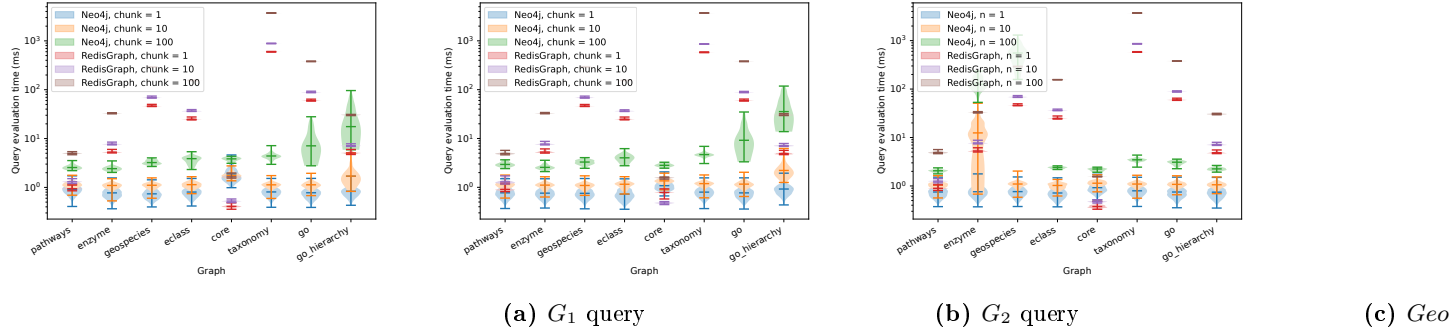 Neo4j, chunk = 1
Neo4j, chunk = 10
Neo4j, chunk = 100
RedisGraph, chunk = 1
RedisGraph, chunk = 10
RedisGraph, chunk = 100
Query evaluation time (ms)
10³
10²
10¹
10⁰
pathways
enzyme
geospecies
eclass
core
taxonomy
go
go_hierarchy
Graph
Neo4j, chunk = 1
Neo4j, chunk = 10
Neo4j, chunk = 100
RedisGraph, chunk = 1
RedisGraph, chunk = 10
RedisGraph, chunk = 100
Query evaluation time (ms)
10³
10²
10¹
10⁰
pathways
enzyme
geospecies
eclass
core
taxonomy
go
go_hierarchy
Graph
Neo4j, n = 1
Neo4j, n = 10
Neo4j, n = 100
RedisGraph, n = 1
RedisGraph, n = 10
RedisGraph, n = 100
Query evaluation time (ms)
10³
10²
10¹
10⁰
pathways
enzyme
geospecies
eclass
core
taxonomy
go
go_hierarchy
Graph
(a) G₁ query
(b) G₂ query
(c) Geo